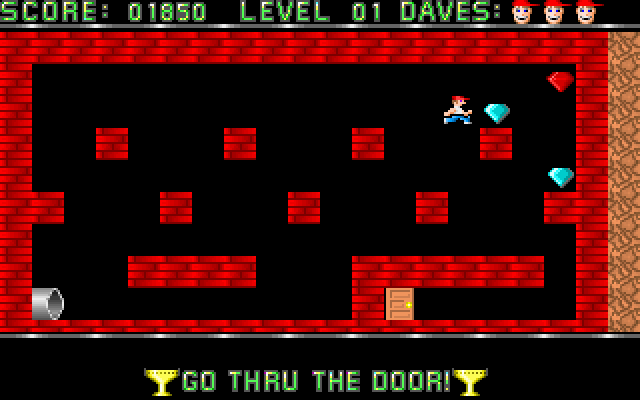 SCORE: 01850 LEVEL 01 DAVES:
GO THRU THE DOOR!